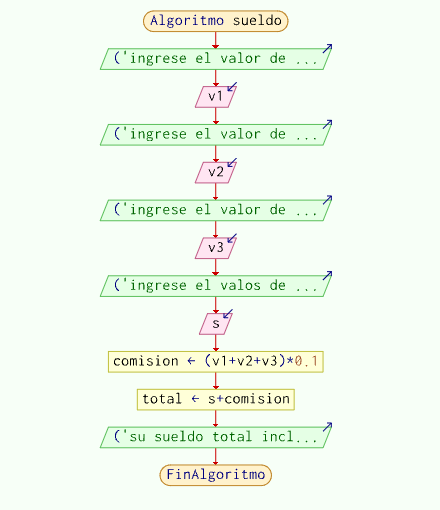 Algoritmo sueldo
('ingrese el valor de ...
v1
('ingrese el valor de ...
v2
('ingrese el valor de ...
v3
('ingrese el valos de ...
s
comision ← (v1+v2+v3)*0.1
total ← s+comision
('su sueldo total incl...
FinAlgoritmo